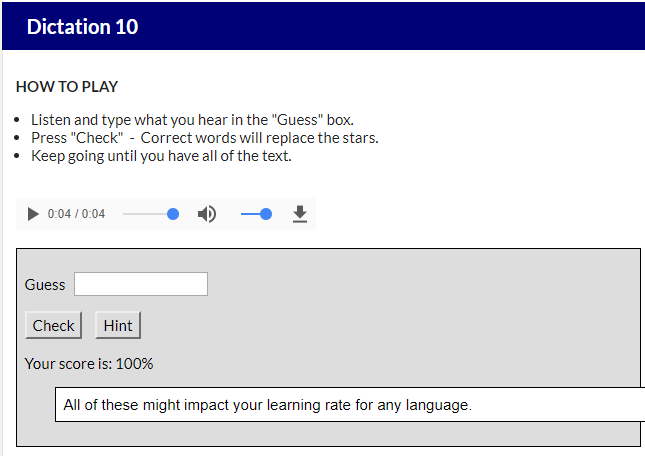 Dictation 10
HOW TO PLAY
Listen and type what you hear in the "Guess" box.
Press "Check" - Correct words will replace the stars.
Keep going until you have all of the text.
0:04 / 0:04
Guess
Check Hint
Your score is: 100%
All of these might impact your learning rate for any language.